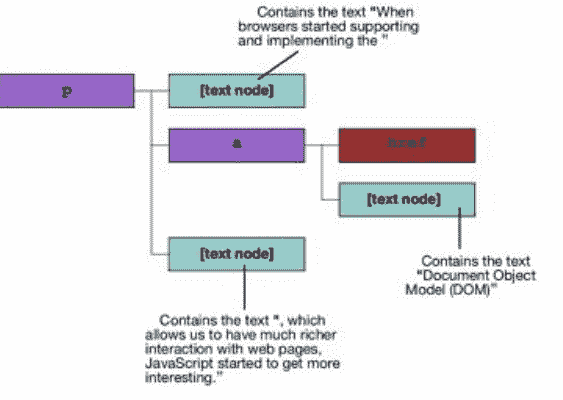 Contains the text "When
browsers started supporting
and implementing the "
p
[text node]
a
href
[text node]
[text node]
Contains the text
"Document Object
Model (DOM)"
Contains the text ", which
allows us to have much richer
interaction with web pages,
JavaScript started to get more
interesting."